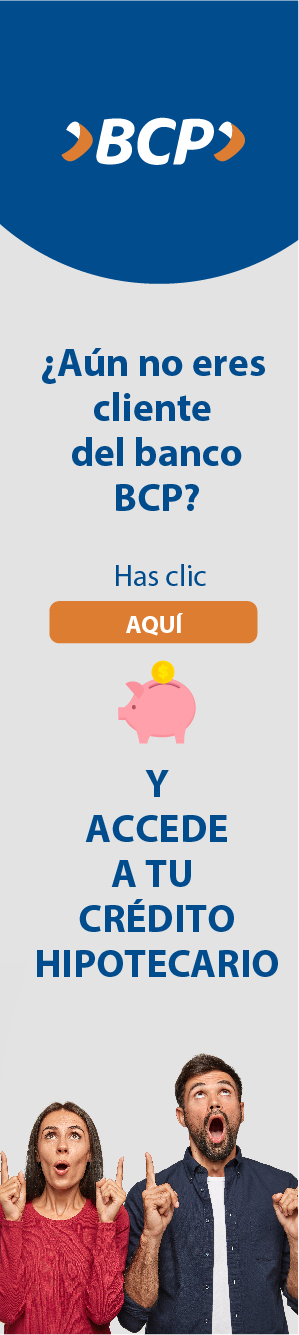 BCP
¿Aún no eres
cliente
del banco
BCP?
Has clic
AQUÍ
Y
ACCEDE
A TU
CRÉDITO
HIPOTECARIO